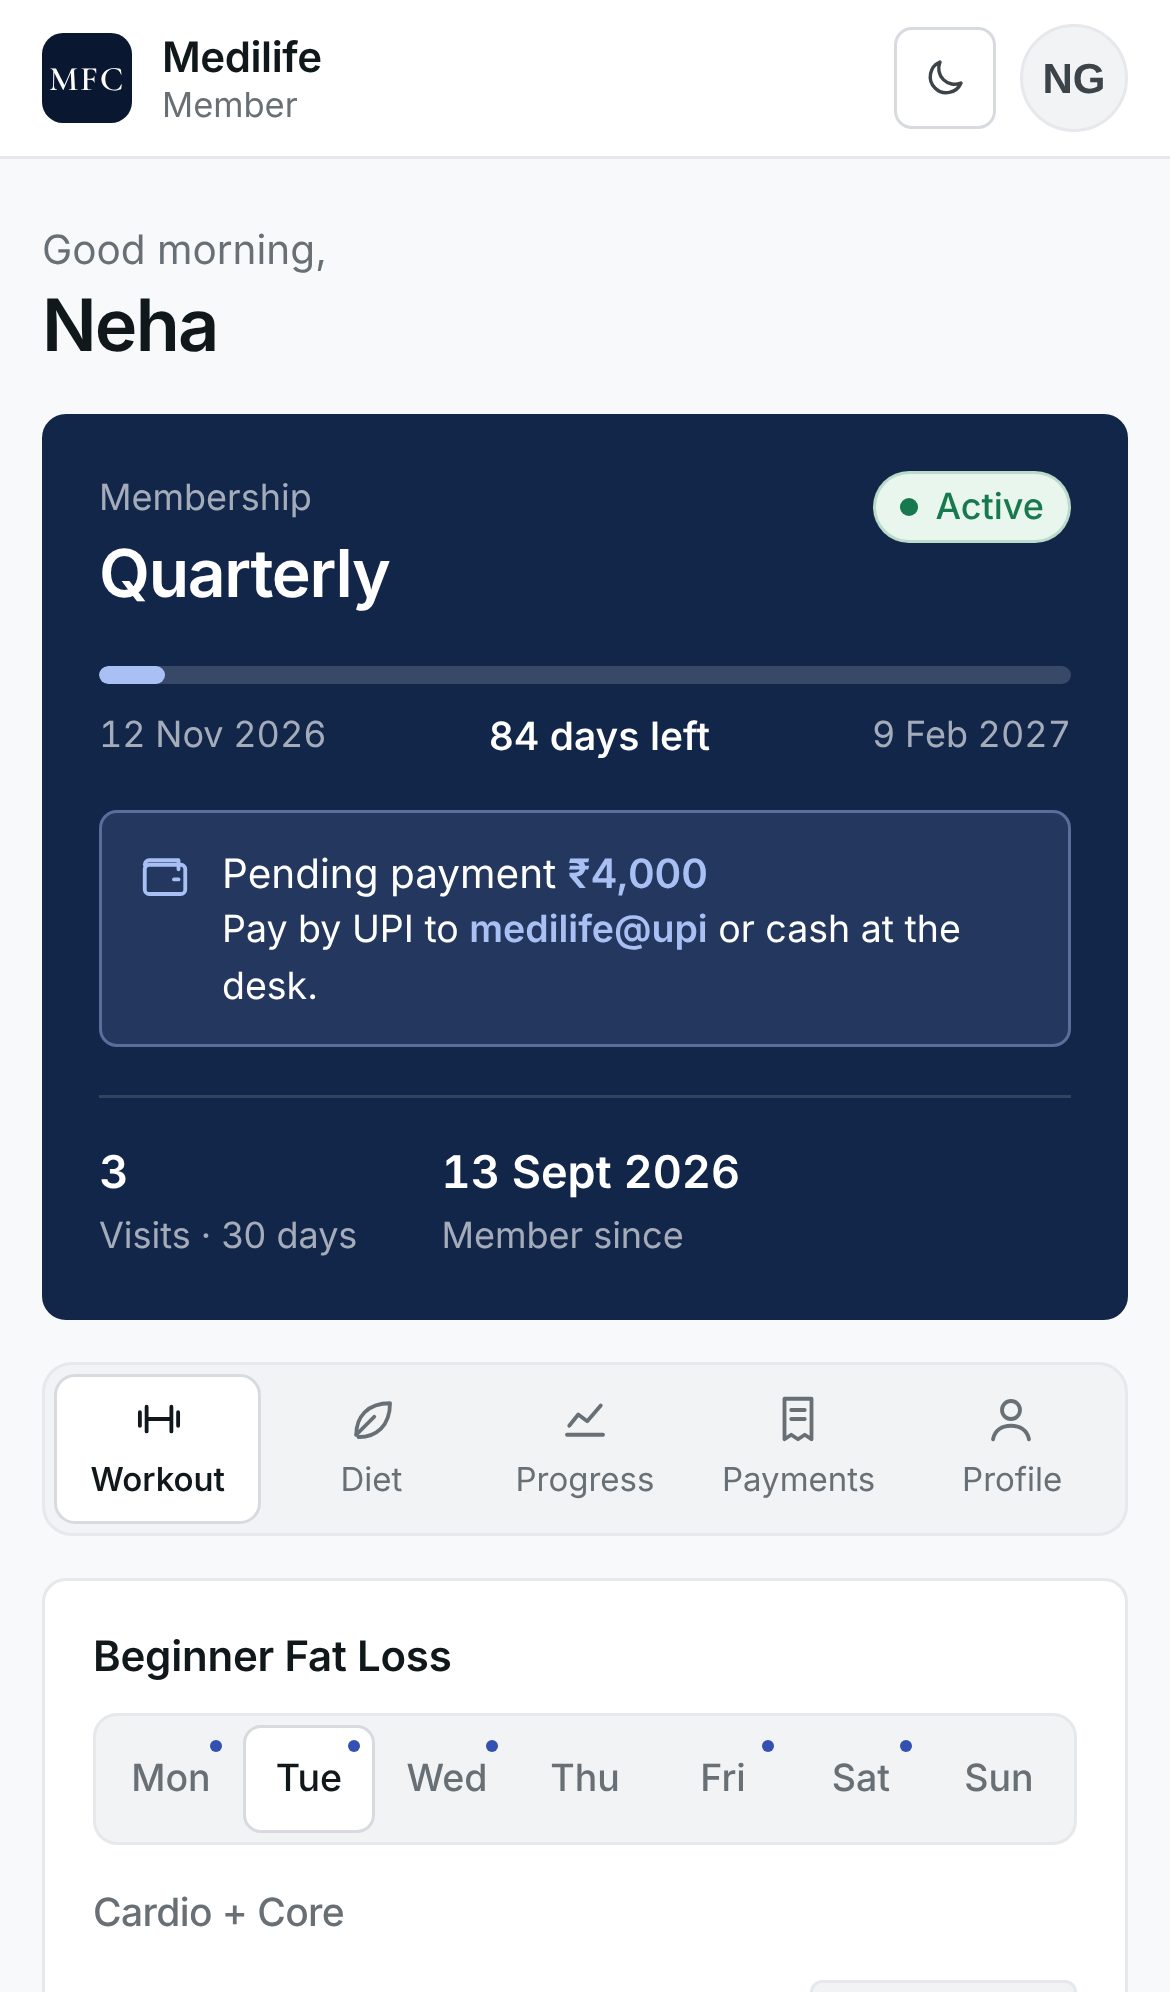 MFC
Medilife
Member
NG
Good morning,
Neha
Membership
Active
Quarterly
12 Nov 2026
84 days left
9 Feb 2027
Pending payment ₹4,000
Pay by UPI to medilife@upi or cash at the
desk.
3
13 Sept 2026
Visits · 30 days
Member since
Workout
Diet
Progress
Payments
Profile
Beginner Fat Loss
Mon
Tue
Wed
Thu
Fri
Sat
Sun
Cardio + Core